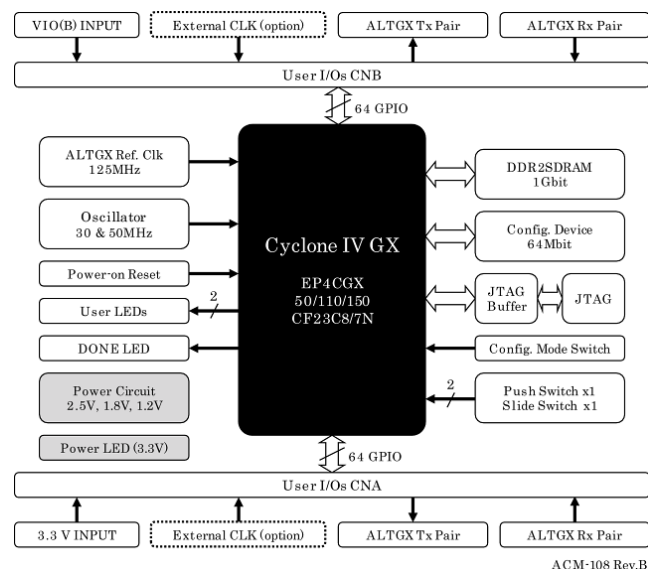 VIO(B) INPUT
External CLK (option)
ALTGX Tx Pair
ALTGX Rx Pair
User I/Os CNB
64 GPIO
ALTGX Ref. Clk
125MHz
Oscillator
30 & 50MHz
Power-on Reset
2
User LEDs
DONE LED
Power Circuit
2.5V, 1.8V, 1.2V
Power LED (3.3V)
Cyclone IV GX
EP4CGX
50/110/150
CF23C8/7N
DDR2SDRAM
1Gbit
Config. Device
64Mbit
JTAG
Buffer
JTAG
Config. Mode Switch
2
Push Switch x1
Slide Switch x1
64 GPIO
User I/Os CNA
3.3 V INPUT
External CLK (option)
ALTGX Tx Pair
ALTGX Rx Pair
ACM-108 Rev.B